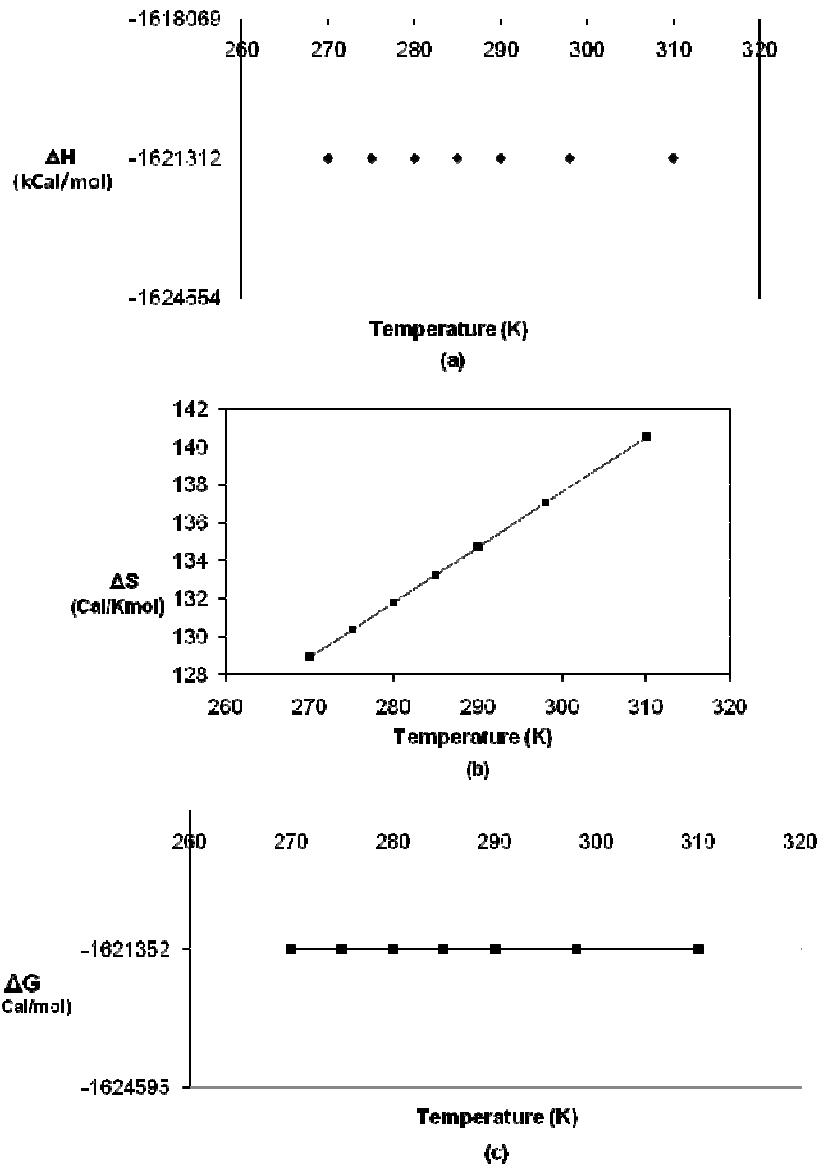 -1618069
260 270 280 290 300 310 320
ΔH
(kCal/mol)
-1621312
-1624554
Temperature (K)
(a)
142
140
138
136
134
132
130
128
ΔS
(Cal/Kmol)
260 270 280 290 300 310 320
Temperature (K)
(b)
260 270 280 290 300 310 320
-1621352
ΔG
Cal/mol)
-1624595
Temperature (K)
(c)